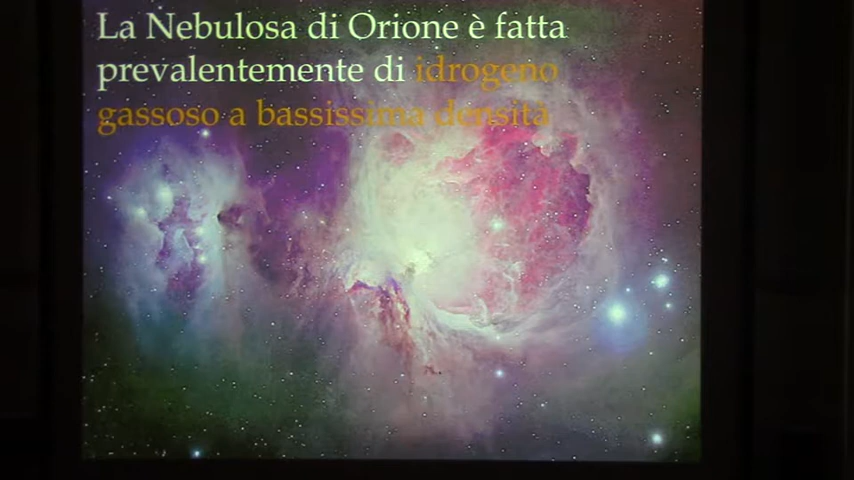 La Nebulosa di Orione è fatta
prevalentemente di idrogeno
gassoso a bassissima densità